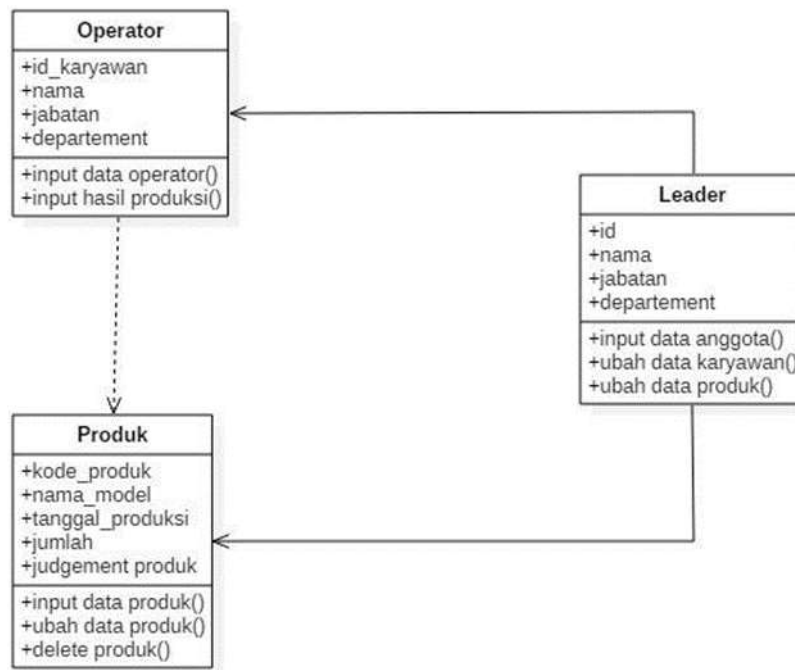 Operator
+id_karyawan
+nama
+jabatan
+departement
+input data operator()
+input hasil produksi()
Leader
+id
+nama
+jabatan
+departement
+input data anggota()
+ubah data karyawan()
+ubah data produk()
Produk
+kode_produk
+nama_model
+tanggal_produksi
+jumlah
+judgement produk
+input data produk()
+ubah data produk()
+delete produk()